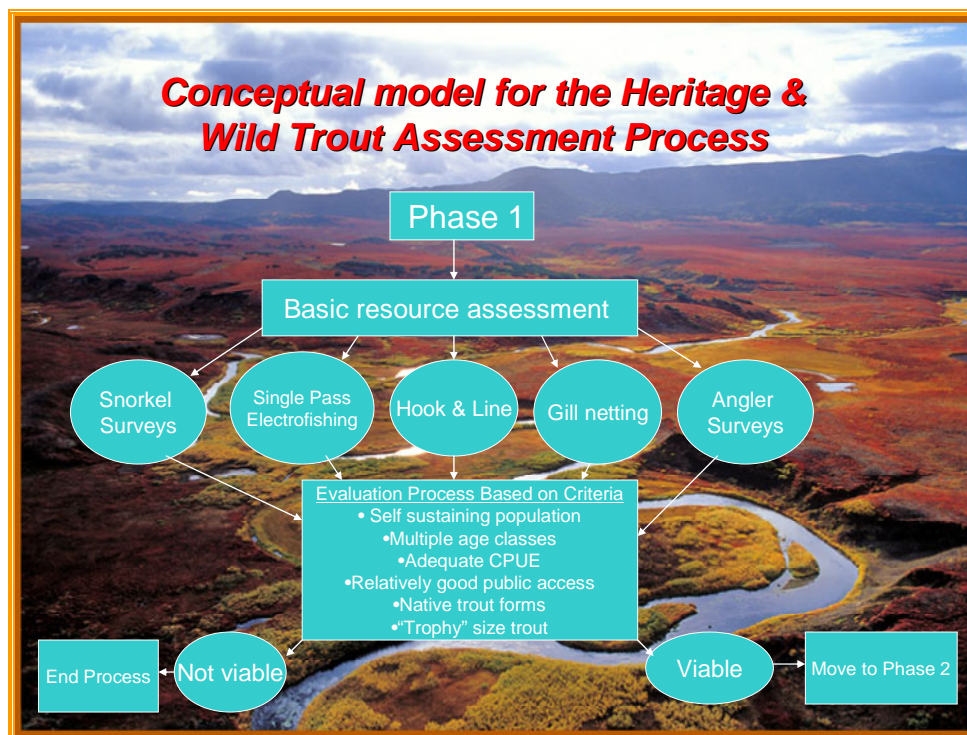 Conceptual model for the Heritage &
Wild Trout Assessment Process
Phase 1
Basic resource assessment
Snorkel
Surveys
Single Pass
Electrofishing
Hook & Line
Gill netting
Angler
Surveys
Evaluation Process Based on Criteria
• Self sustaining population
•Multiple age classes
•Adequate CPUE
•Relatively good public access
•Native trout forms
•“Trophy” size trout
End Process
Not viable
Viable
Move to Phase 2